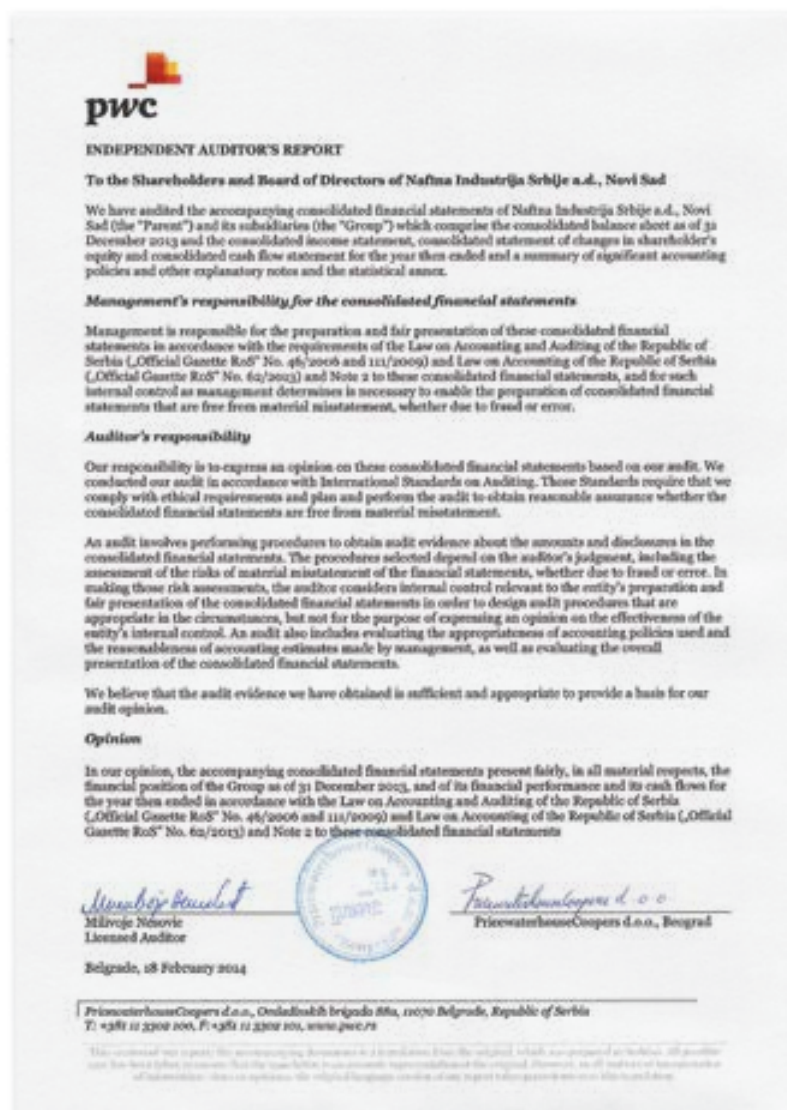 pwc
INDEPENDENT AUDITOR'S REPORT
To the Shareholders and Board of Directors of Naftna Industrija Srbije a.d., Novi Sad
We have audited the accompanying consolidated financial statements of Naftna Industrija Srbije a.d., Novi
Sad (the "Parent") and its subsidiaries (the "Group") which comprise the consolidated balance sheet as of 31
December 2013 and the consolidated income statement, consolidated statement of changes in shareholder's
equity and consolidated cash flow statement for the year then ended and a summary of significant accounting
policies and other explanatory notes and the statistical annex.
Management's responsibility for the consolidated financial statements
Management is responsible for the preparation and fair presentation of these consolidated financial
statements in accordance with the requirements of the Law on Accounting and Auditing of the Republic of
Serbia („Official Gazette RoS" No. 46/2006 and 111/2009) and Law on Accounting of the Republic of Serbia
(„Official Gazette RoS" No. 62/2013) and Note 2 to these consolidated financial statements, and for such
internal control as management determines is necessary to enable the preparation of consolidated financial
statements that are free from material misstatement, whether due to fraud or error.
Auditor's responsibility
Our responsibility is to express an opinion on these consolidated financial statements based on our audit. We
conducted our audit in accordance with International Standards on Auditing. Those Standards require that we
comply with ethical requirements and plan and perform the audit to obtain reasonable assurance whether the
consolidated financial statements are free from material misstatement.
An audit involves performing procedures to obtain audit evidence about the amounts and disclosures in the
consolidated financial statements. The procedures selected depend on the auditor's judgment, including the
assessment of the risks of material misstatement of the financial statements, whether due to fraud or error. In
making those risk assessments, the auditor considers internal control relevant to the entity's preparation and
fair presentation of the consolidated financial statements in order to design audit procedures that are
appropriate in the circumstances, but not for the purpose of expressing an opinion on the effectiveness of the
entity's internal control. An audit also includes evaluating the appropriateness of accounting policies used and
the reasonableness of accounting estimates made by management, as well as evaluating the overall
presentation of the consolidated financial statements.
We believe that the audit evidence we have obtained is sufficient and appropriate to provide a basis for our
audit opinion.
Opinion
In our opinion, the accompanying consolidated financial statements present fairly, in all material respects, the
financial position of the Group as of 31 December 2013, and of its financial performance and its cash flows for
the year then ended in accordance with the Law on Accounting and Auditing of the Republic of Serbia
(„Official Gazette RoS" No. 46/2006 and 111/2009) and Law on Accounting of the Republic of Serbia („Official
Gazette RoS" No. 62/2013) and Note 2 to these consolidated financial statements
PricewaterhouseCoopers d.o.o.
PricewaterhouseCoopers d.o.o.
Milivoje Nešović
PricewaterhouseCoopers d.o.o., Beograd
Licensed Auditor
Belgrade, 18 February 2014
PricewaterhouseCoopers d.o.o., Omladinskih brigada 88a, 11070 Belgrade, Republic of Serbia
T: +381 11 3302 100, F: +381 11 3302 101, www.pwc.rs